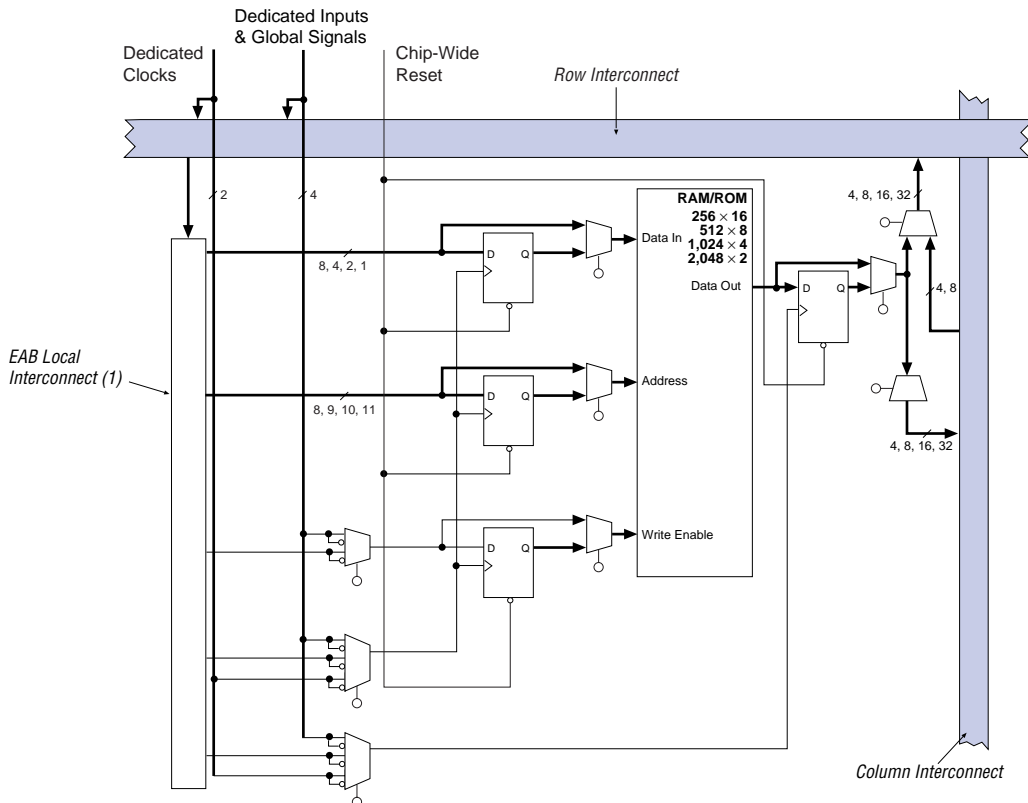 Dedicated Inputs
& Global Signals
Dedicated
Clocks
Chip-Wide
Reset
Row Interconnect
2
4
4, 8, 16, 32
RAM/ROM
256 × 16
512 × 8
1,024 × 4
2,048 × 2
D Q
Data In
8, 4, 2, 1
Data Out
D Q
4, 8
EAB Local
Interconnect (1)
D Q
Address
8, 9, 10, 11
4, 8, 16, 32
D Q
Write Enable
Column Interconnect